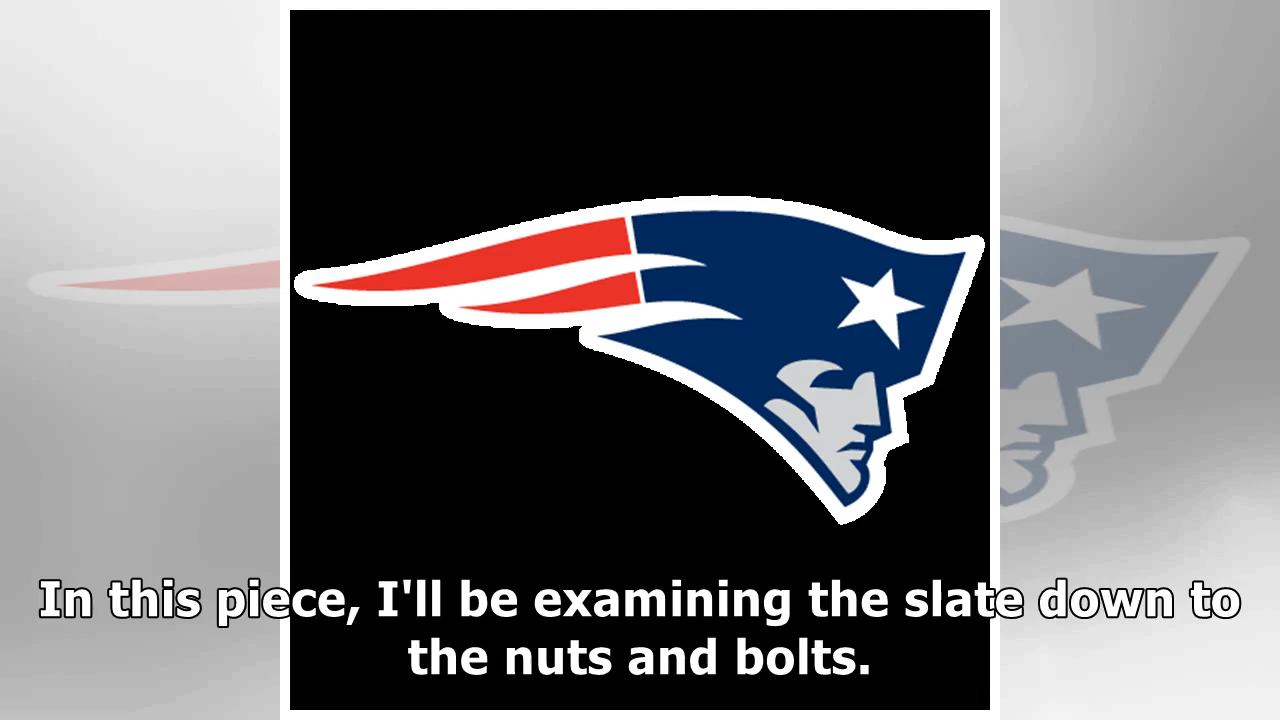 In this piece, I'll be examining the slate down to
the nuts and bolts.